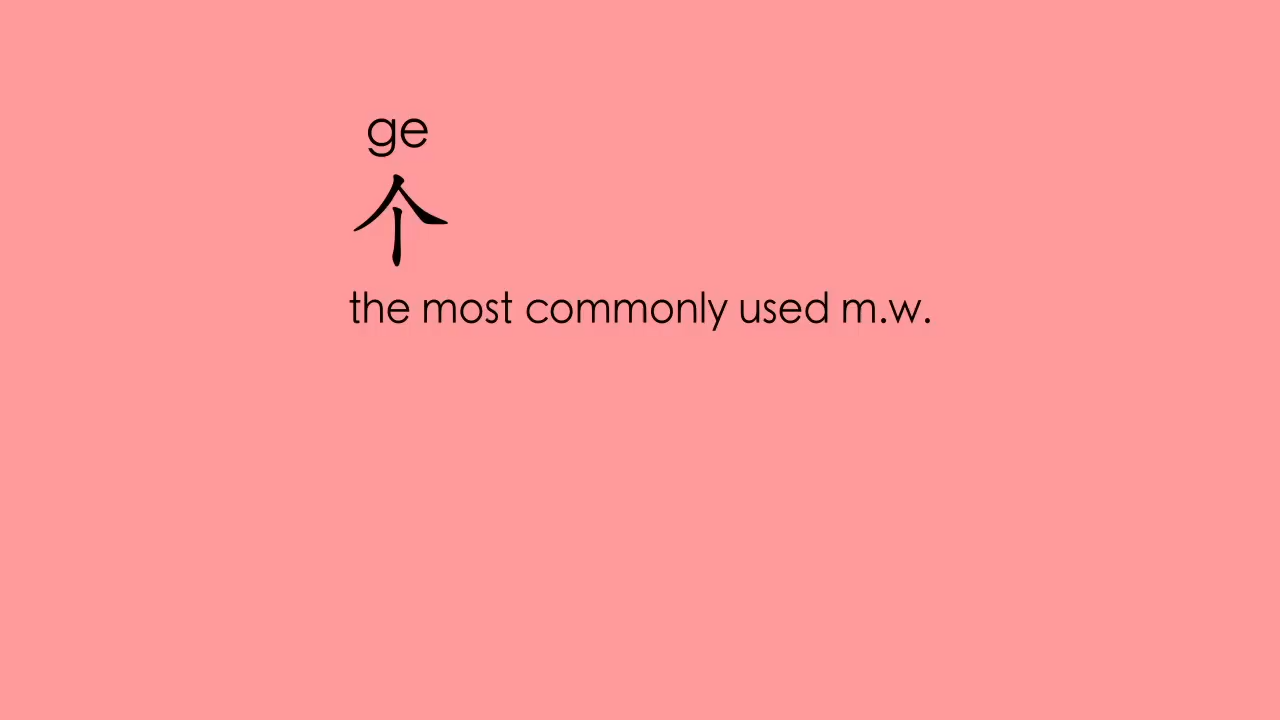 ge
个
the most commonly used m.w.